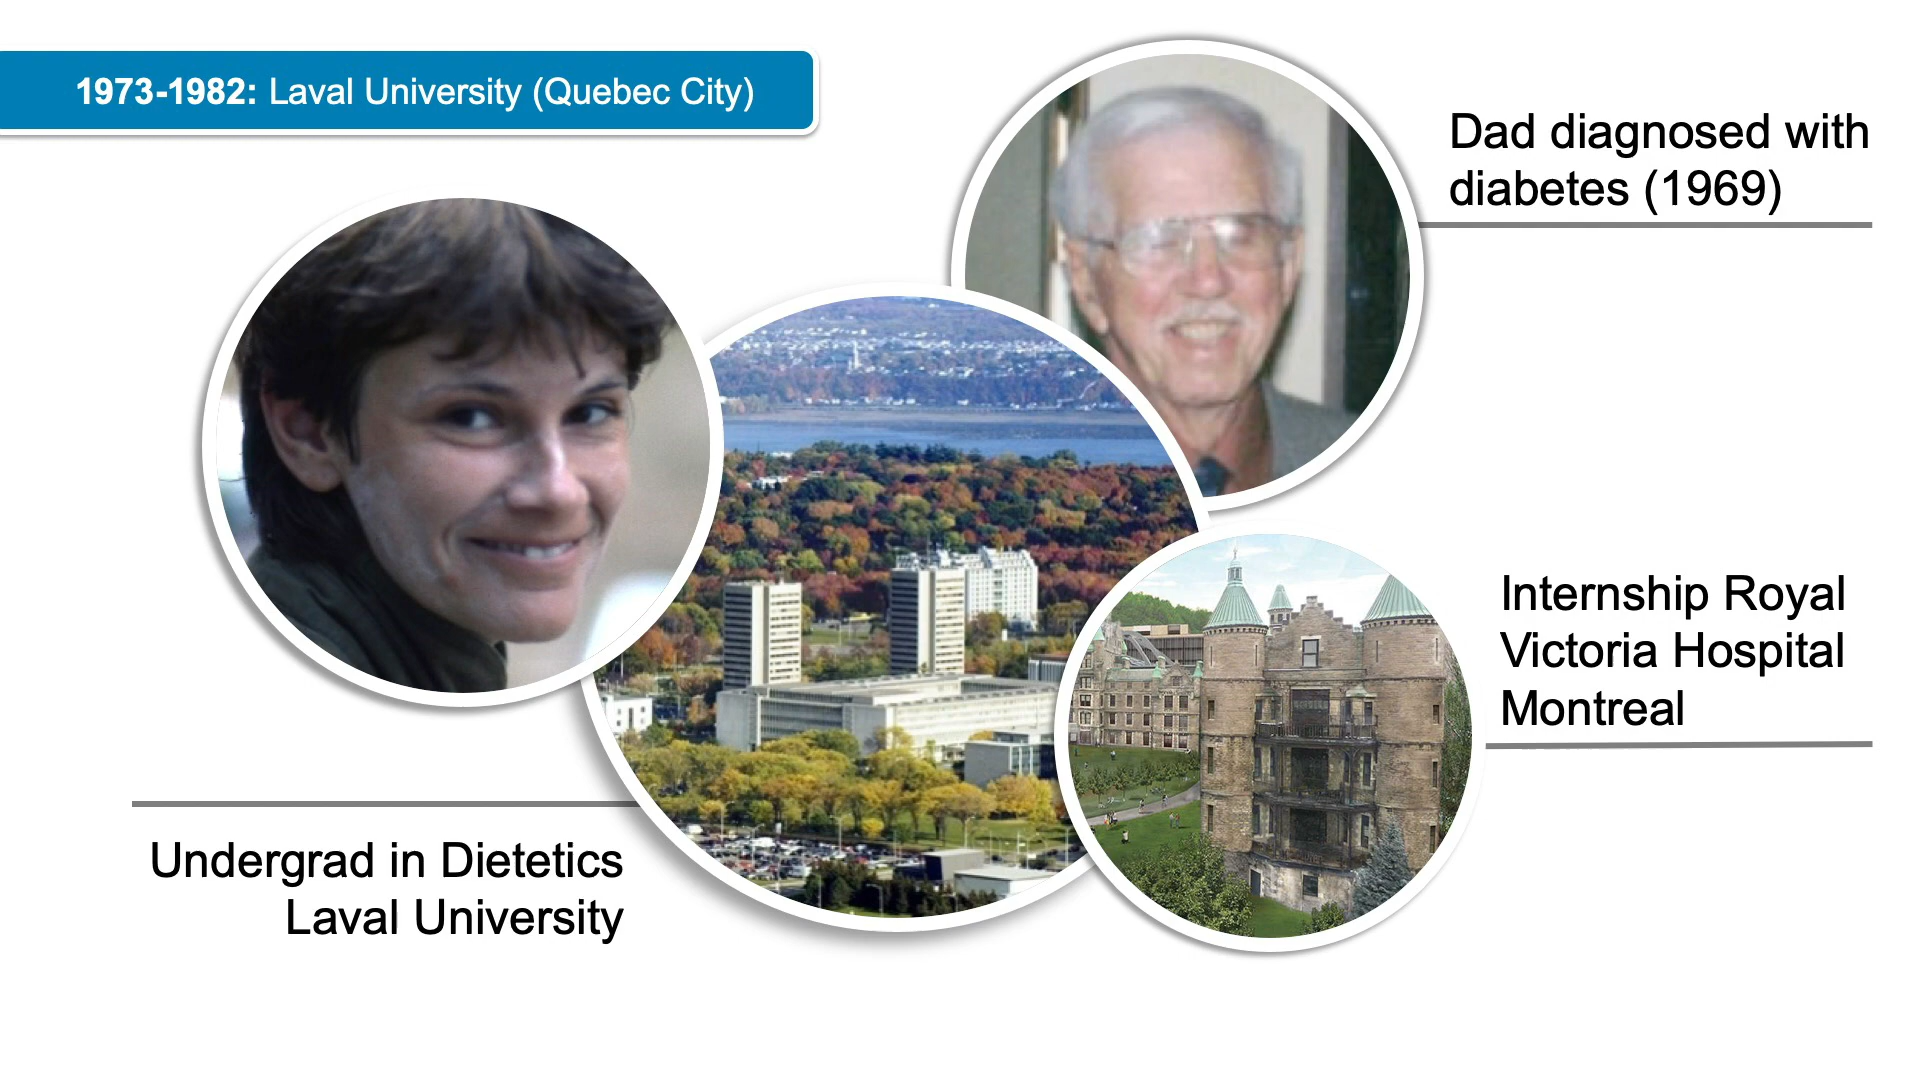 1973-1982: Laval University (Quebec City)
Dad diagnosed with
diabetes (1969)
Internship Royal
Victoria Hospital
Montreal
Undergrad in Dietetics
Laval University